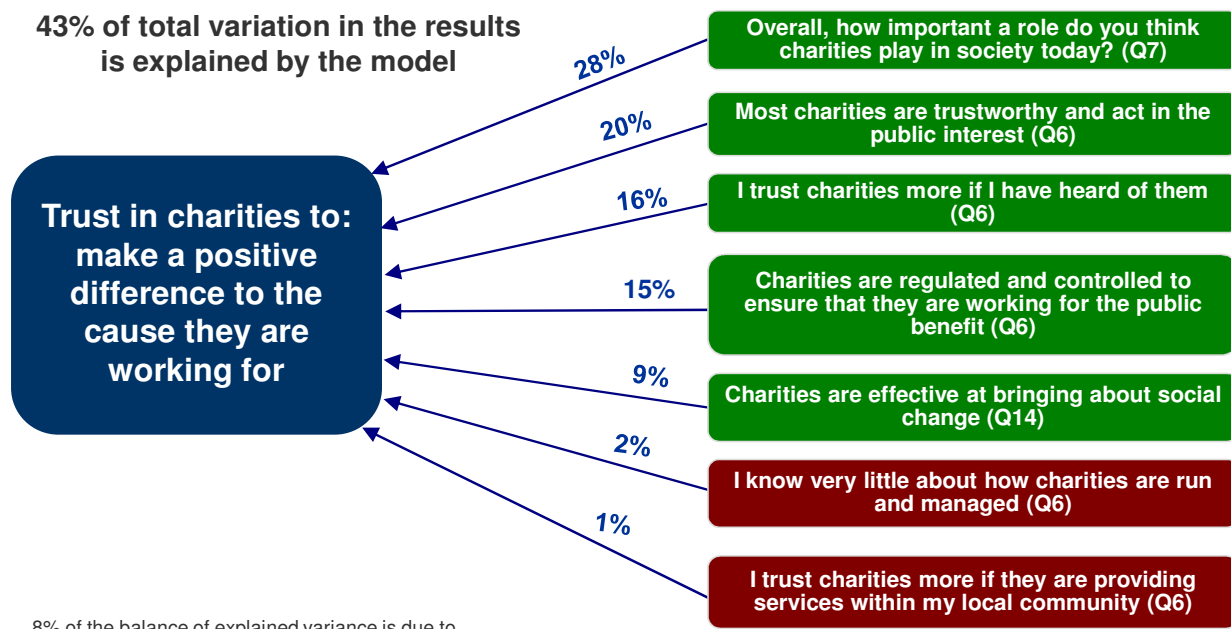 43% of total variation in the results
is explained by the model
Trust in charities to:
make a positive
difference to the
cause they are
working for
28%
Overall, how important a role do you think
charities play in society today? (Q7)
20%
Most charities are trustworthy and act in the
public interest (Q6)
16%
I trust charities more if I have heard of them
(Q6)
15%
Charities are regulated and controlled to
ensure that they are working for the public
benefit (Q6)
9%
Charities are effective at bringing about social
change (Q14)
2%
I know very little about how charities are run
and managed (Q6)
1%
I trust charities more if they are providing
services within my local community (Q6)
8% of the balance of explained variance is due to